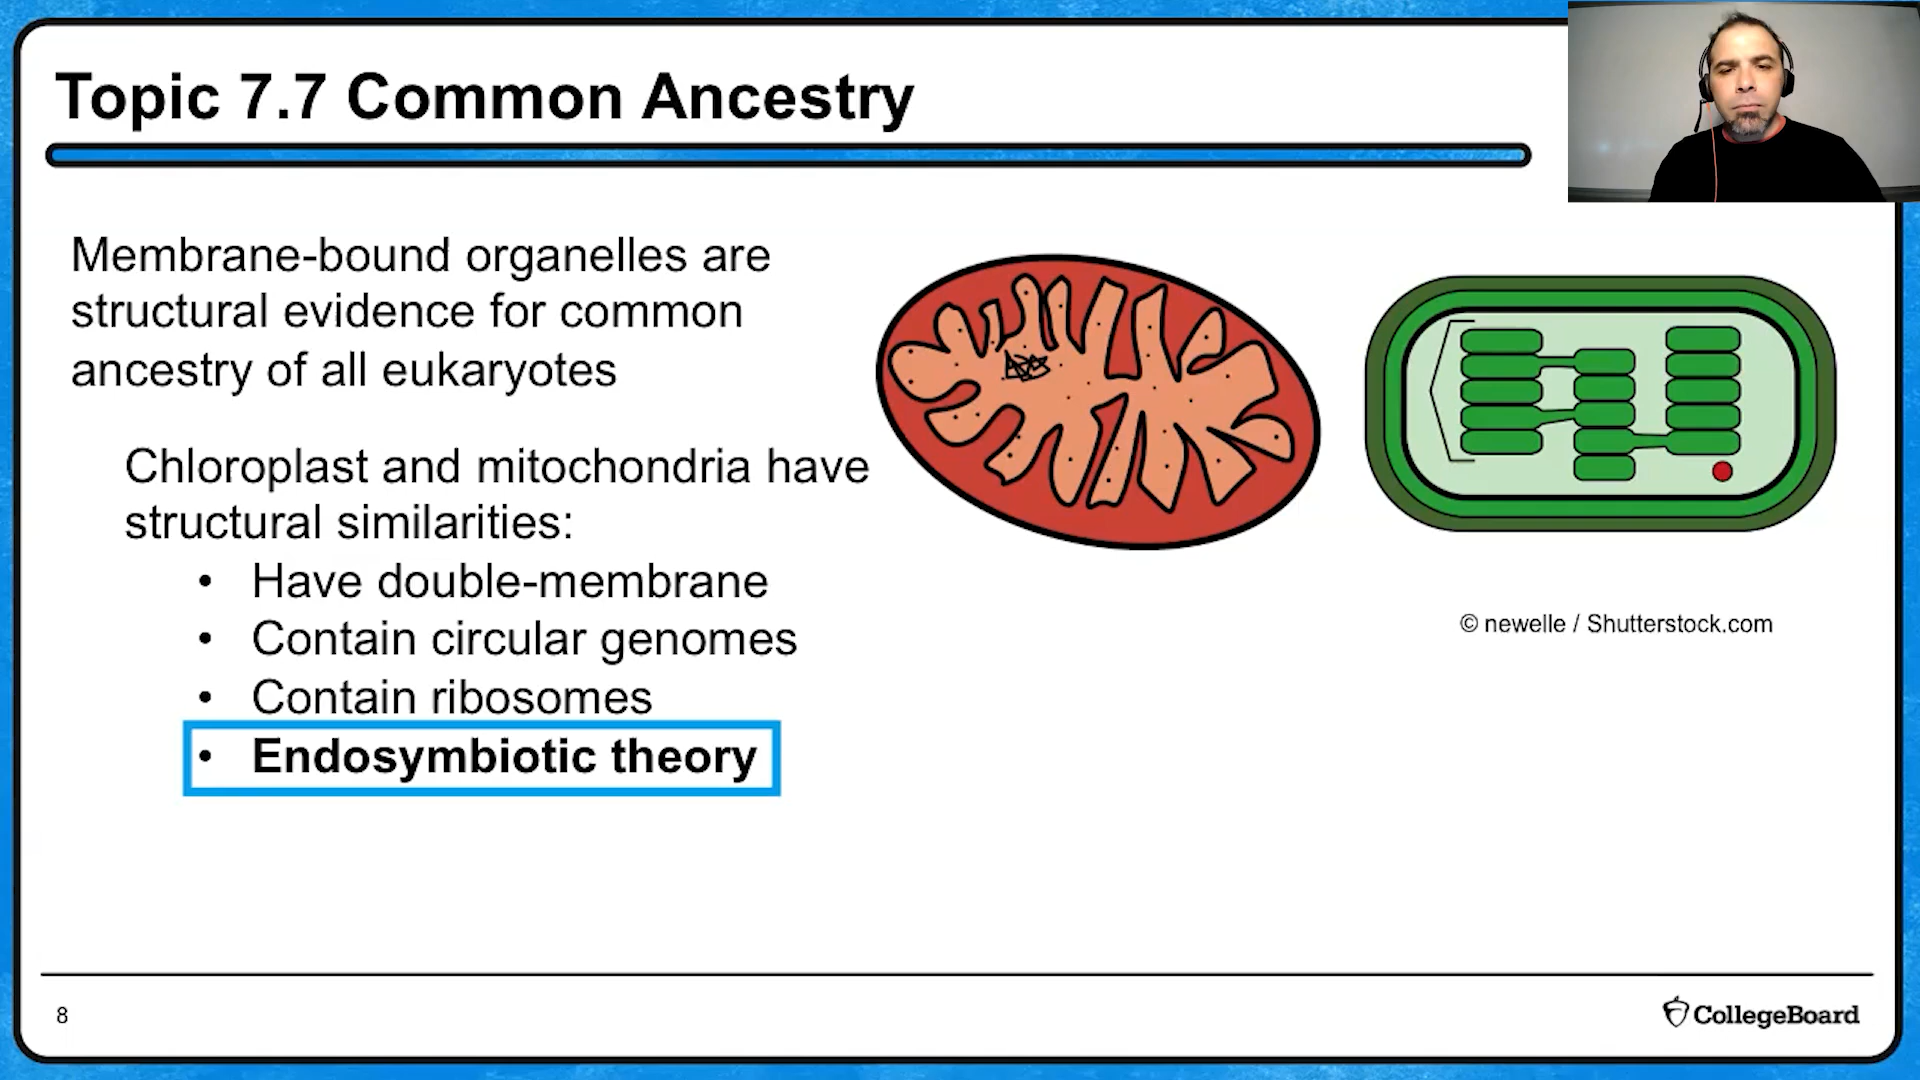 Topic 7.7 Common Ancestry
Membrane-bound organelles are
structural evidence for common
ancestry of all eukaryotes
Chloroplast and mitochondria have
structural similarities:
• Have double-membrane
• Contain circular genomes
• Contain ribosomes
• Endosymbiotic theory
© newelle / Shutterstock.com
8
CollegeBoard